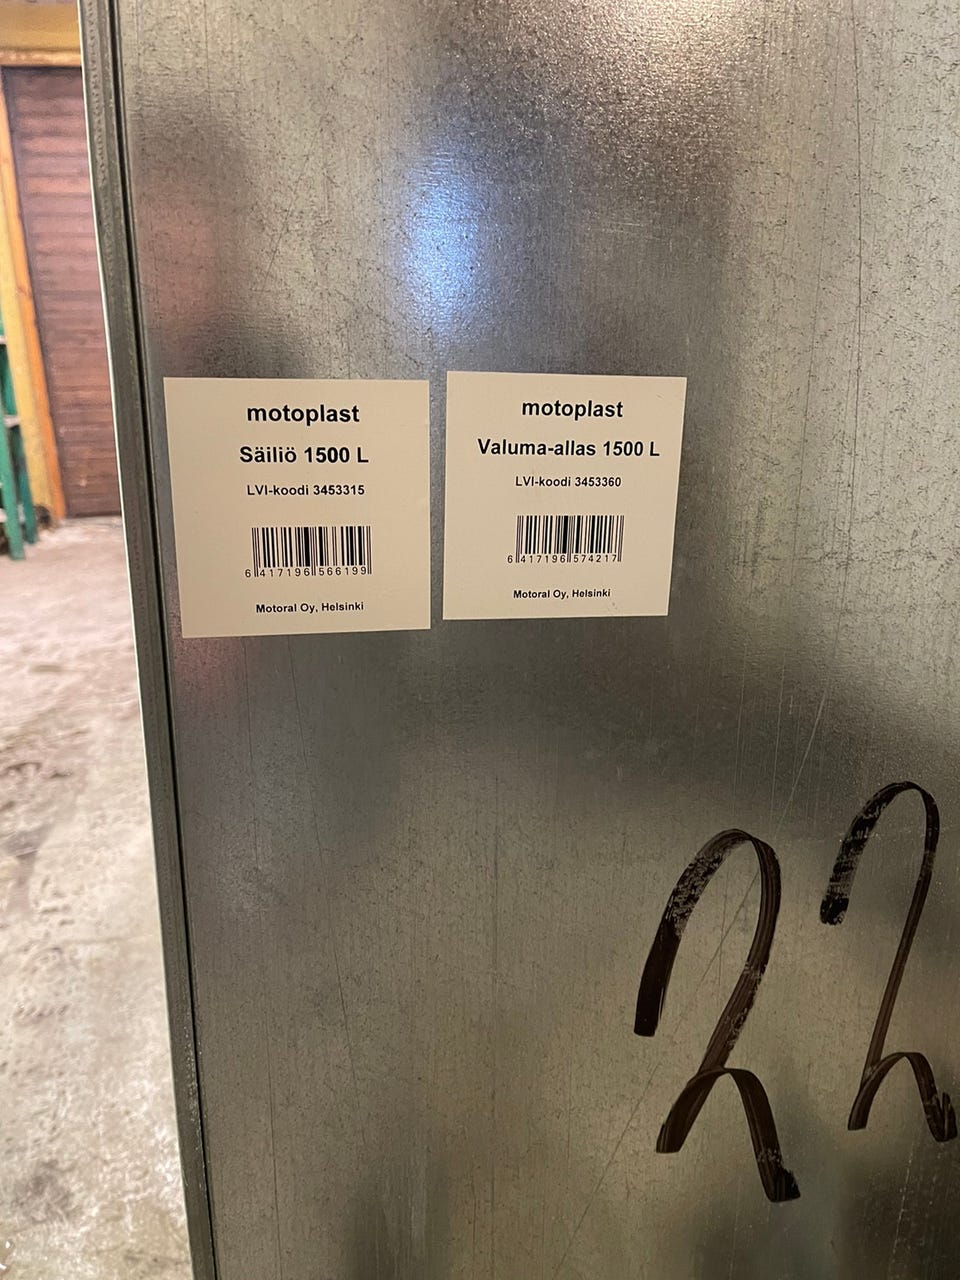 motoplast
Säiliö 1500 L
LVI-koodi 3453315
6 417196 566199
Motoral Oy, Helsinki
motoplast
Valuma-allas 1500 L
LVI-koodi 3453360
6 417196 574217
Motoral Oy, Helsinki
22